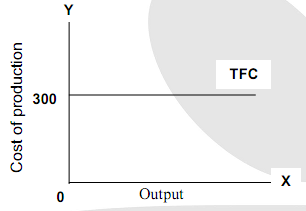 Y
Cost of production
TFC
300
X
0
Output